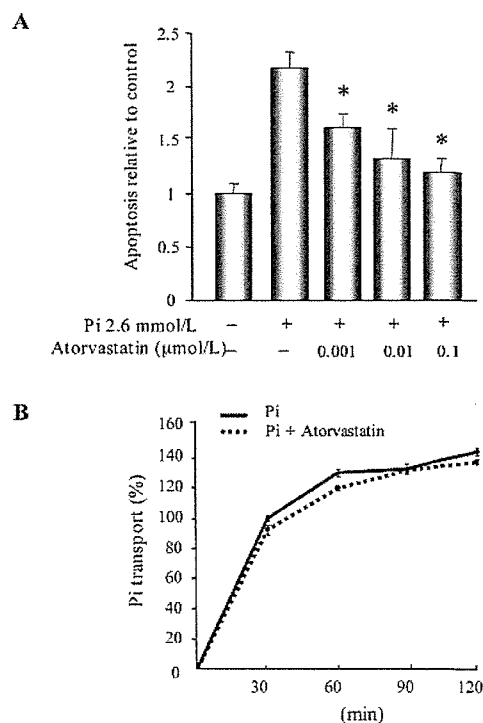 A
Apoptosis relative to control
2.5
2
1.5
1
0.5
0
*
*
*
Pi 2.6 mmol/L – + + + +
Atorvastatin (μmol/L) – – 0.001 0.01 0.1
B
Pi
Pi + Atorvastatin
Pi transport (%)
160
140
120
100
80
60
40
20
0
30 60 90 120
(min)